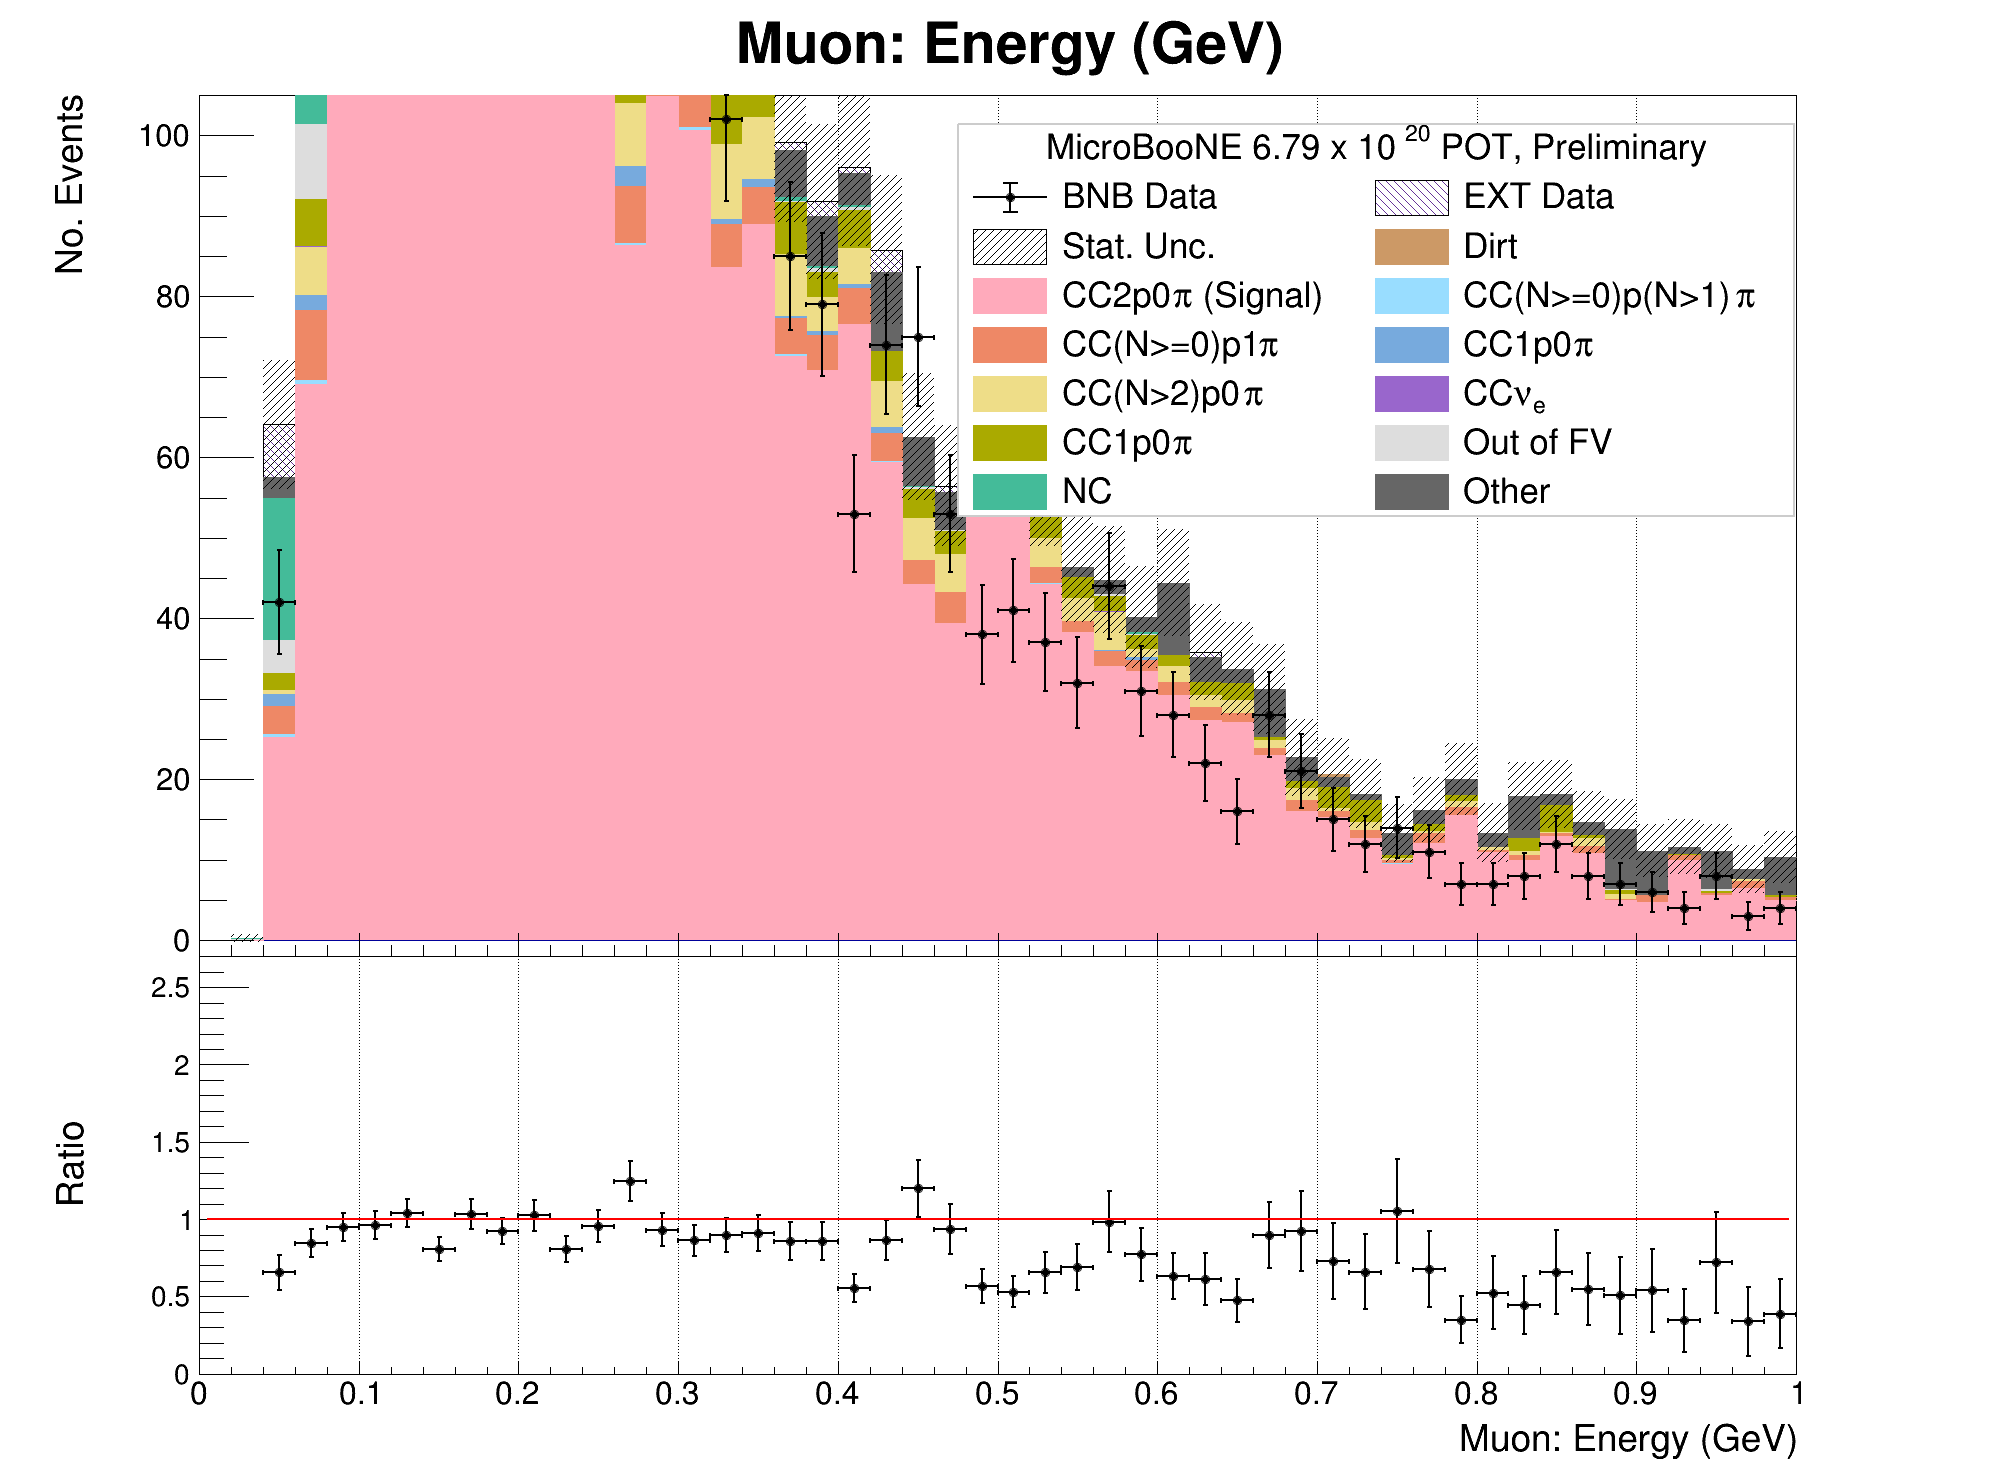 Muon: Energy (GeV)
No. Events
100
80
60
40
20
0
MicroBooNE 6.79 x 10 20 POT, Preliminary
BNB Data
EXT Data
Stat. Unc.
Dirt
CC2p0π (Signal)
CC(N>=0)p(N>1)π
CC(N>=0)p1π
CC1p0π
CC(N>2)p0π
CCνe
CC1p0π
Out of FV
NC
Other
Ratio
2.5
2
1.5
1
0.5
0
0 0.1 0.2 0.3 0.4 0.5 0.6 0.7 0.8 0.9 1
Muon: Energy (GeV)